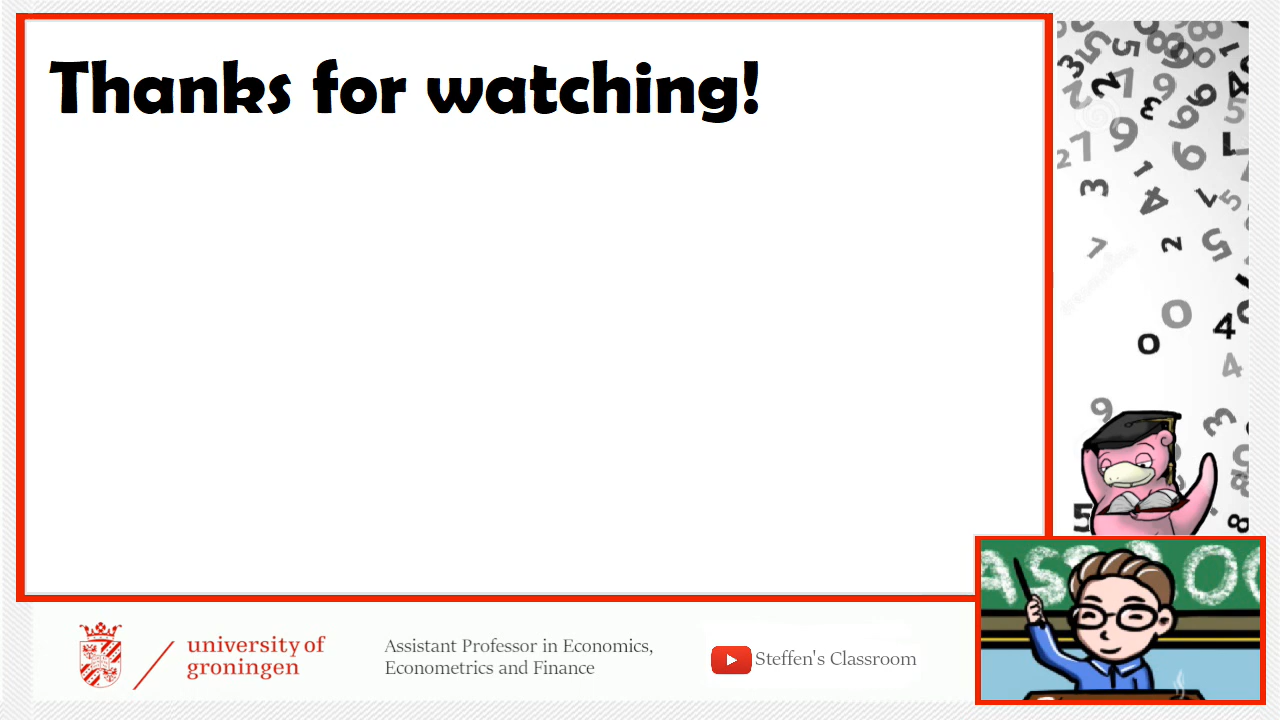 Thanks for watching!
university of
groningen
Assistant Professor in Economics,
Econometrics and Finance
Steffen's Classroom